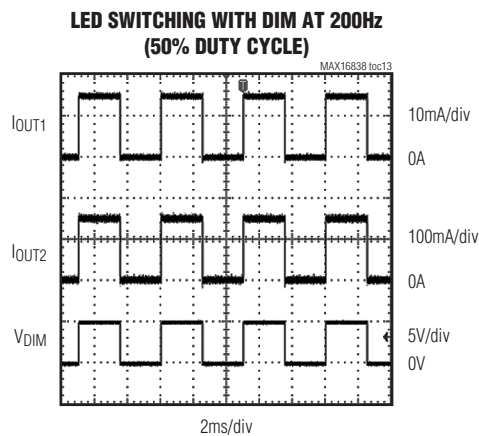 LED SWITCHING WITH DIM AT 200Hz
(50% DUTY CYCLE)
MAX16838 toc13
T
IOUT1
10mA/div
0A
IOUT2
100mA/div
0A
VDIM
5V/div
0V
2ms/div